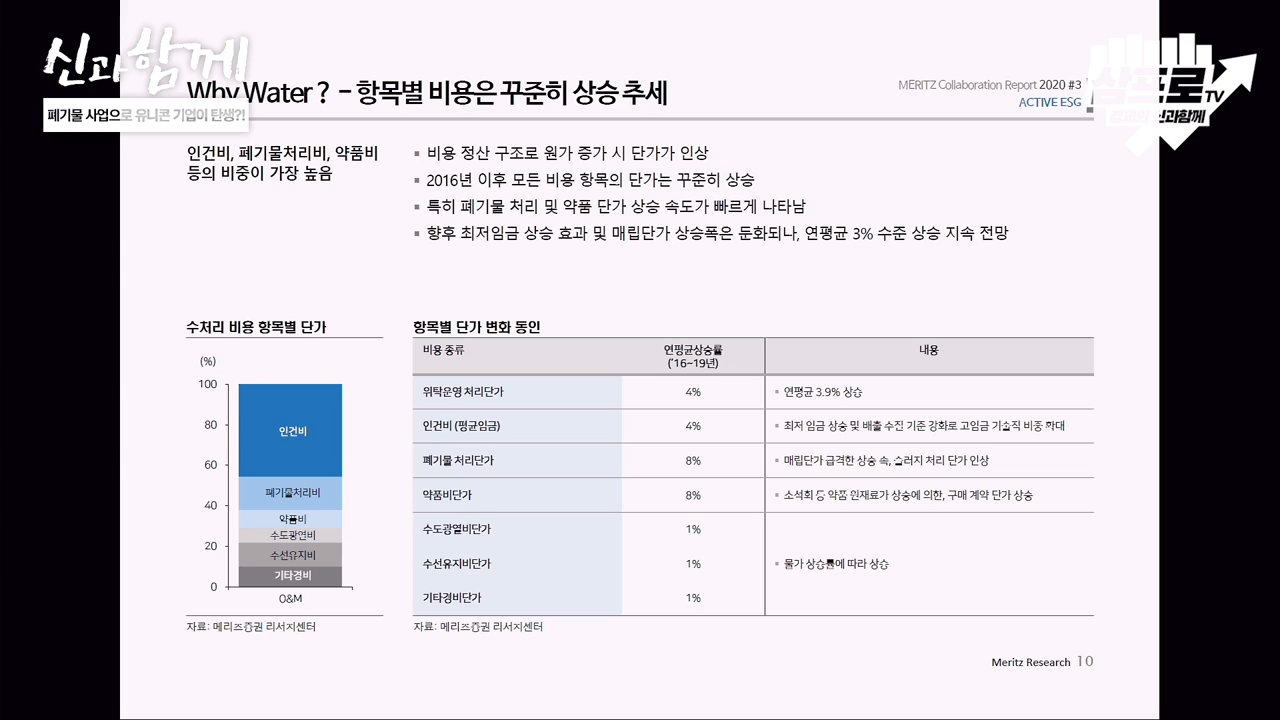 신과함께
폐기물 사업으로 유니콘 기업이 탄생?!
삼프로TV
경제의 신과함께
Why Water ? – 항목별 비용은 꾸준히 상승 추세
MERITZ Collaboration Report 2020 #3
ACTIVE ESG
인건비, 폐기물처리비, 약품비
등의 비중이 가장 높음
▪ 비용 정산 구조로 원가 증가 시 단가가 인상
▪ 2016년 이후 모든 비용 항목의 단가는 꾸준히 상승
▪ 특히 폐기물 처리 및 약품 단가 상승 속도가 빠르게 나타남
▪ 향후 최저임금 상승 효과 및 매립단가 상승폭은 둔화되나, 연평균 3% 수준 상승 지속 전망
수처리 비용 항목별 단가
(%)
100
80
60
40
20
0
인건비
폐기물처리비
약품비
수도광연비
수선유지비
기타경비
O&M
자료: 메리츠증권 리서치센터
항목별 단가 변화 동인
비용 종류 연평균상승률 내용
('16-19년)
위탁운영 처리단가 4% ▪ 연평균 3.9% 상승
인건비 (평균임금) 4% ▪ 최저 임금 상승 및 배출 수질 기준 강화로 고임금 기술직 비중 확대
폐기물 처리단가 8% ▪ 매립단가 급격한 상승 속, 슬러지 처리 단가 인상
약품비단가 8% ▪ 소석회 등 약품 원재료가 상승에 의한, 구매 계약 단가 상승
수도광열비단가 1%
수선유지비단가 1% ▪ 물가 상승률에 따라 상승
기타경비단가 1%
자료: 메리츠증권 리서치센터
Meritz Research 10